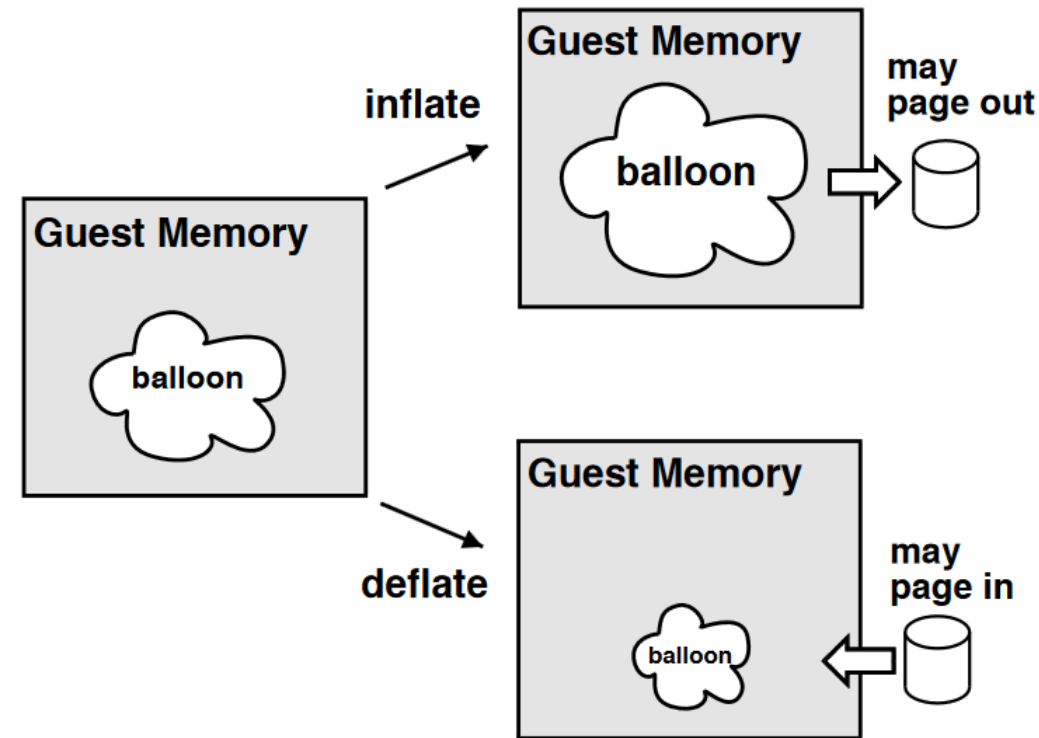 Guest Memory
balloon
inflate
Guest Memory
balloon
may
page out
deflate
Guest Memory
balloon
may
page in